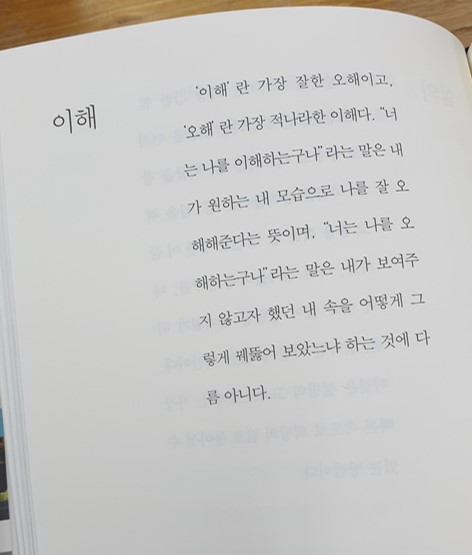 이해
'이해' 란 가장 잘한 오해이고,
'오해' 란 가장 적나라한 이해다. “너
는 나를 이해하는구나”라는 말은 내
가 원하는 내 모습으로 나를 잘 오
해해준다는 뜻이며, “너는 나를 오
해하는구나”라는 말은 내가 보여주
지 않고자 했던 내 속을 어떻게 그
렇게 꿰뚫어 보았느냐 하는 것에 다
름 아니다.